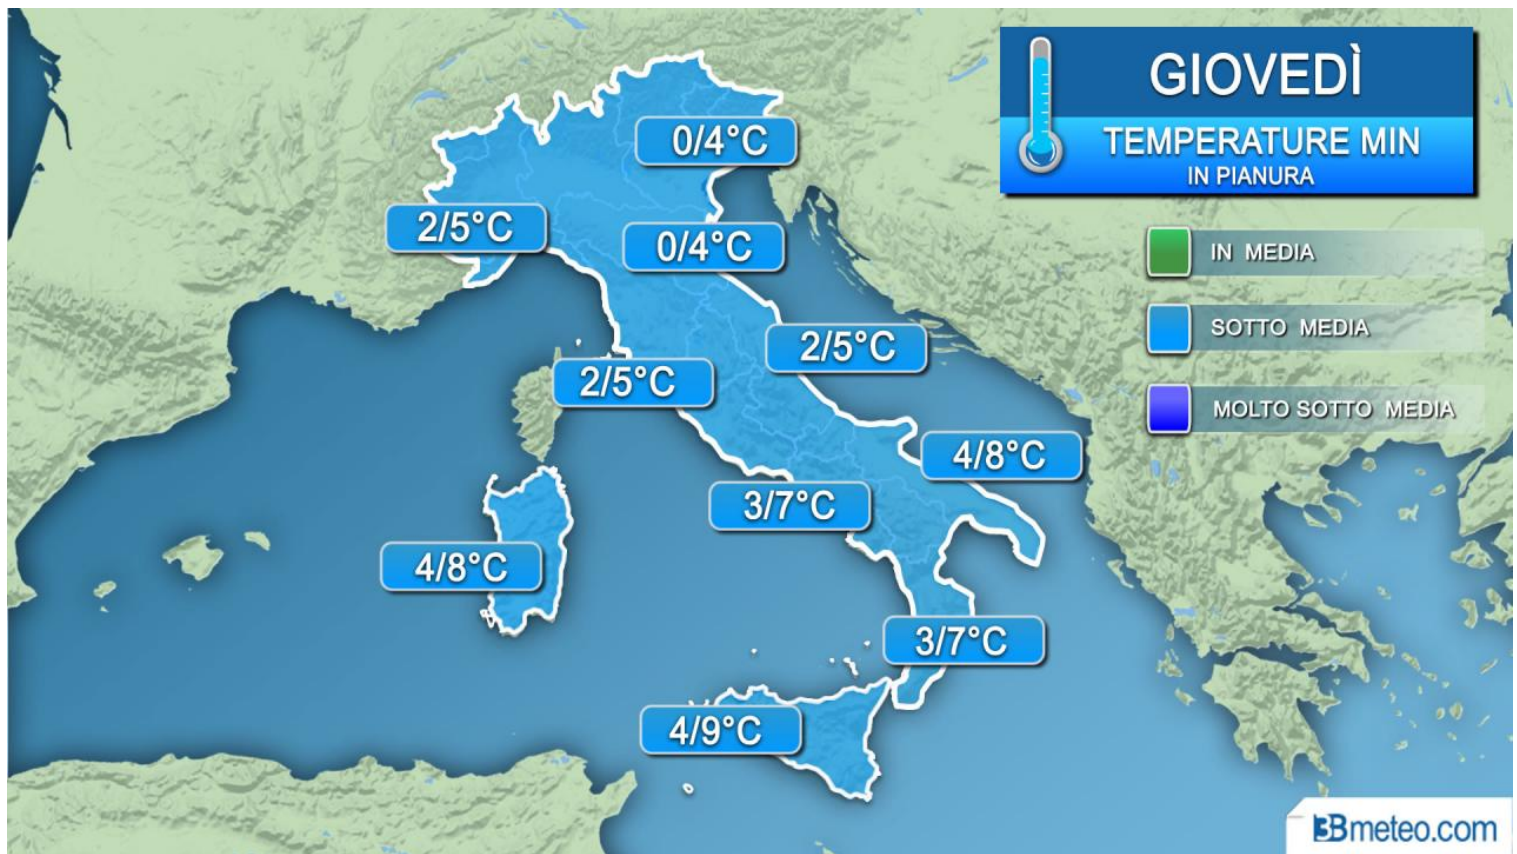 GIOVEDÌ
TEMPERATURE MIN
IN PIANURA
0/4°C
2/5°C
0/4°C
IN MEDIA
SOTTO MEDIA
2/5°C
2/5°C
MOLTO SOTTO MEDIA
4/8°C
3/7°C
4/8°C
3/7°C
4/9°C
3Bmeteo.com